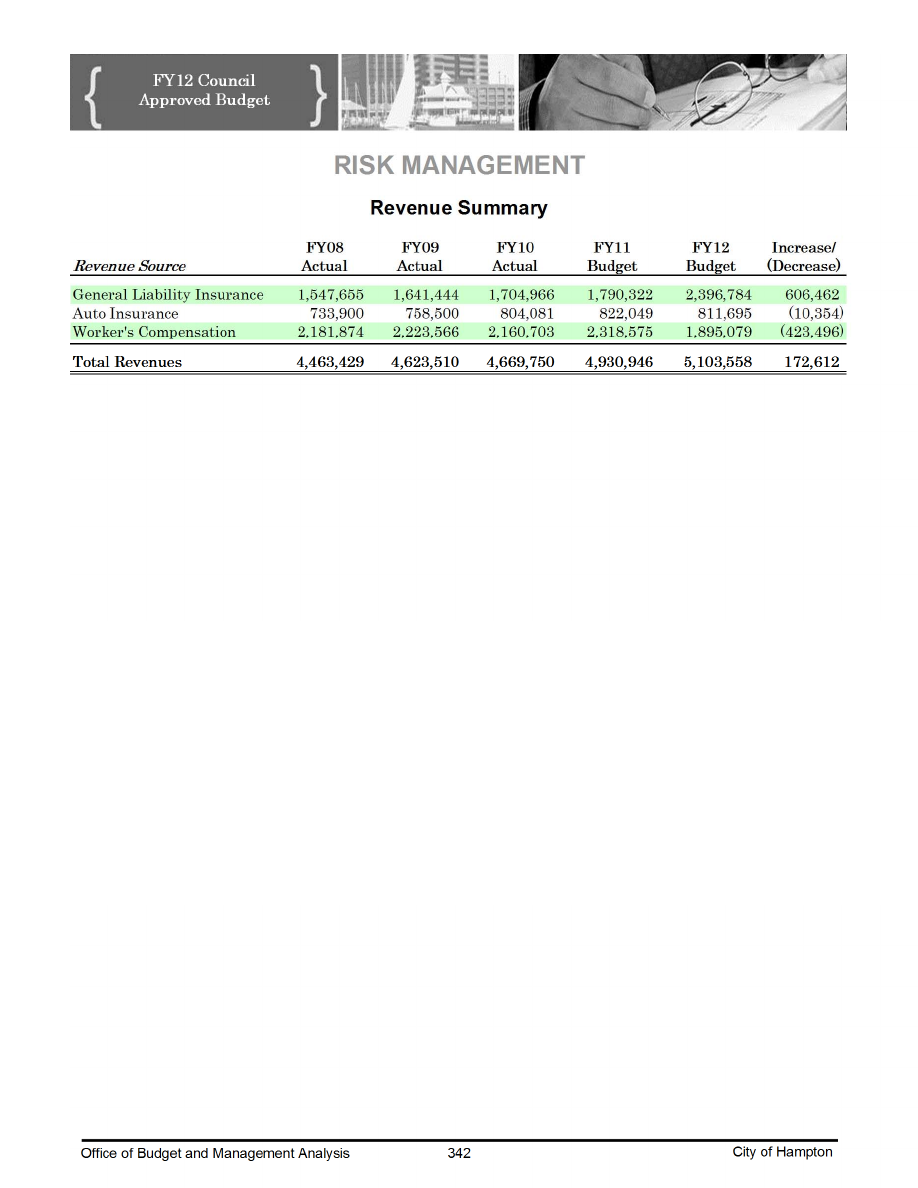 FY12 Council
Approved Budget
RISK MANAGEMENT
Revenue Summary
Revenue Source FY08 Actual FY09 Actual FY10 Actual FY11 Budget FY12 Budget Increase/ (Decrease)
General Liability Insurance 1,547,655 1,641,444 1,704,966 1,790,322 2,396,784 606,462
Auto Insurance 733,900 758,500 804,081 822,049 811,695 (10,354)
Worker's Compensation 2,181,874 2,223,566 2,160,703 2,318,575 1,895,079 (423,496)
Total Revenues 4,463,429 4,623,510 4,669,750 4,930,946 5,103,558 172,612
Office of Budget and Management Analysis 342 City of Hampton